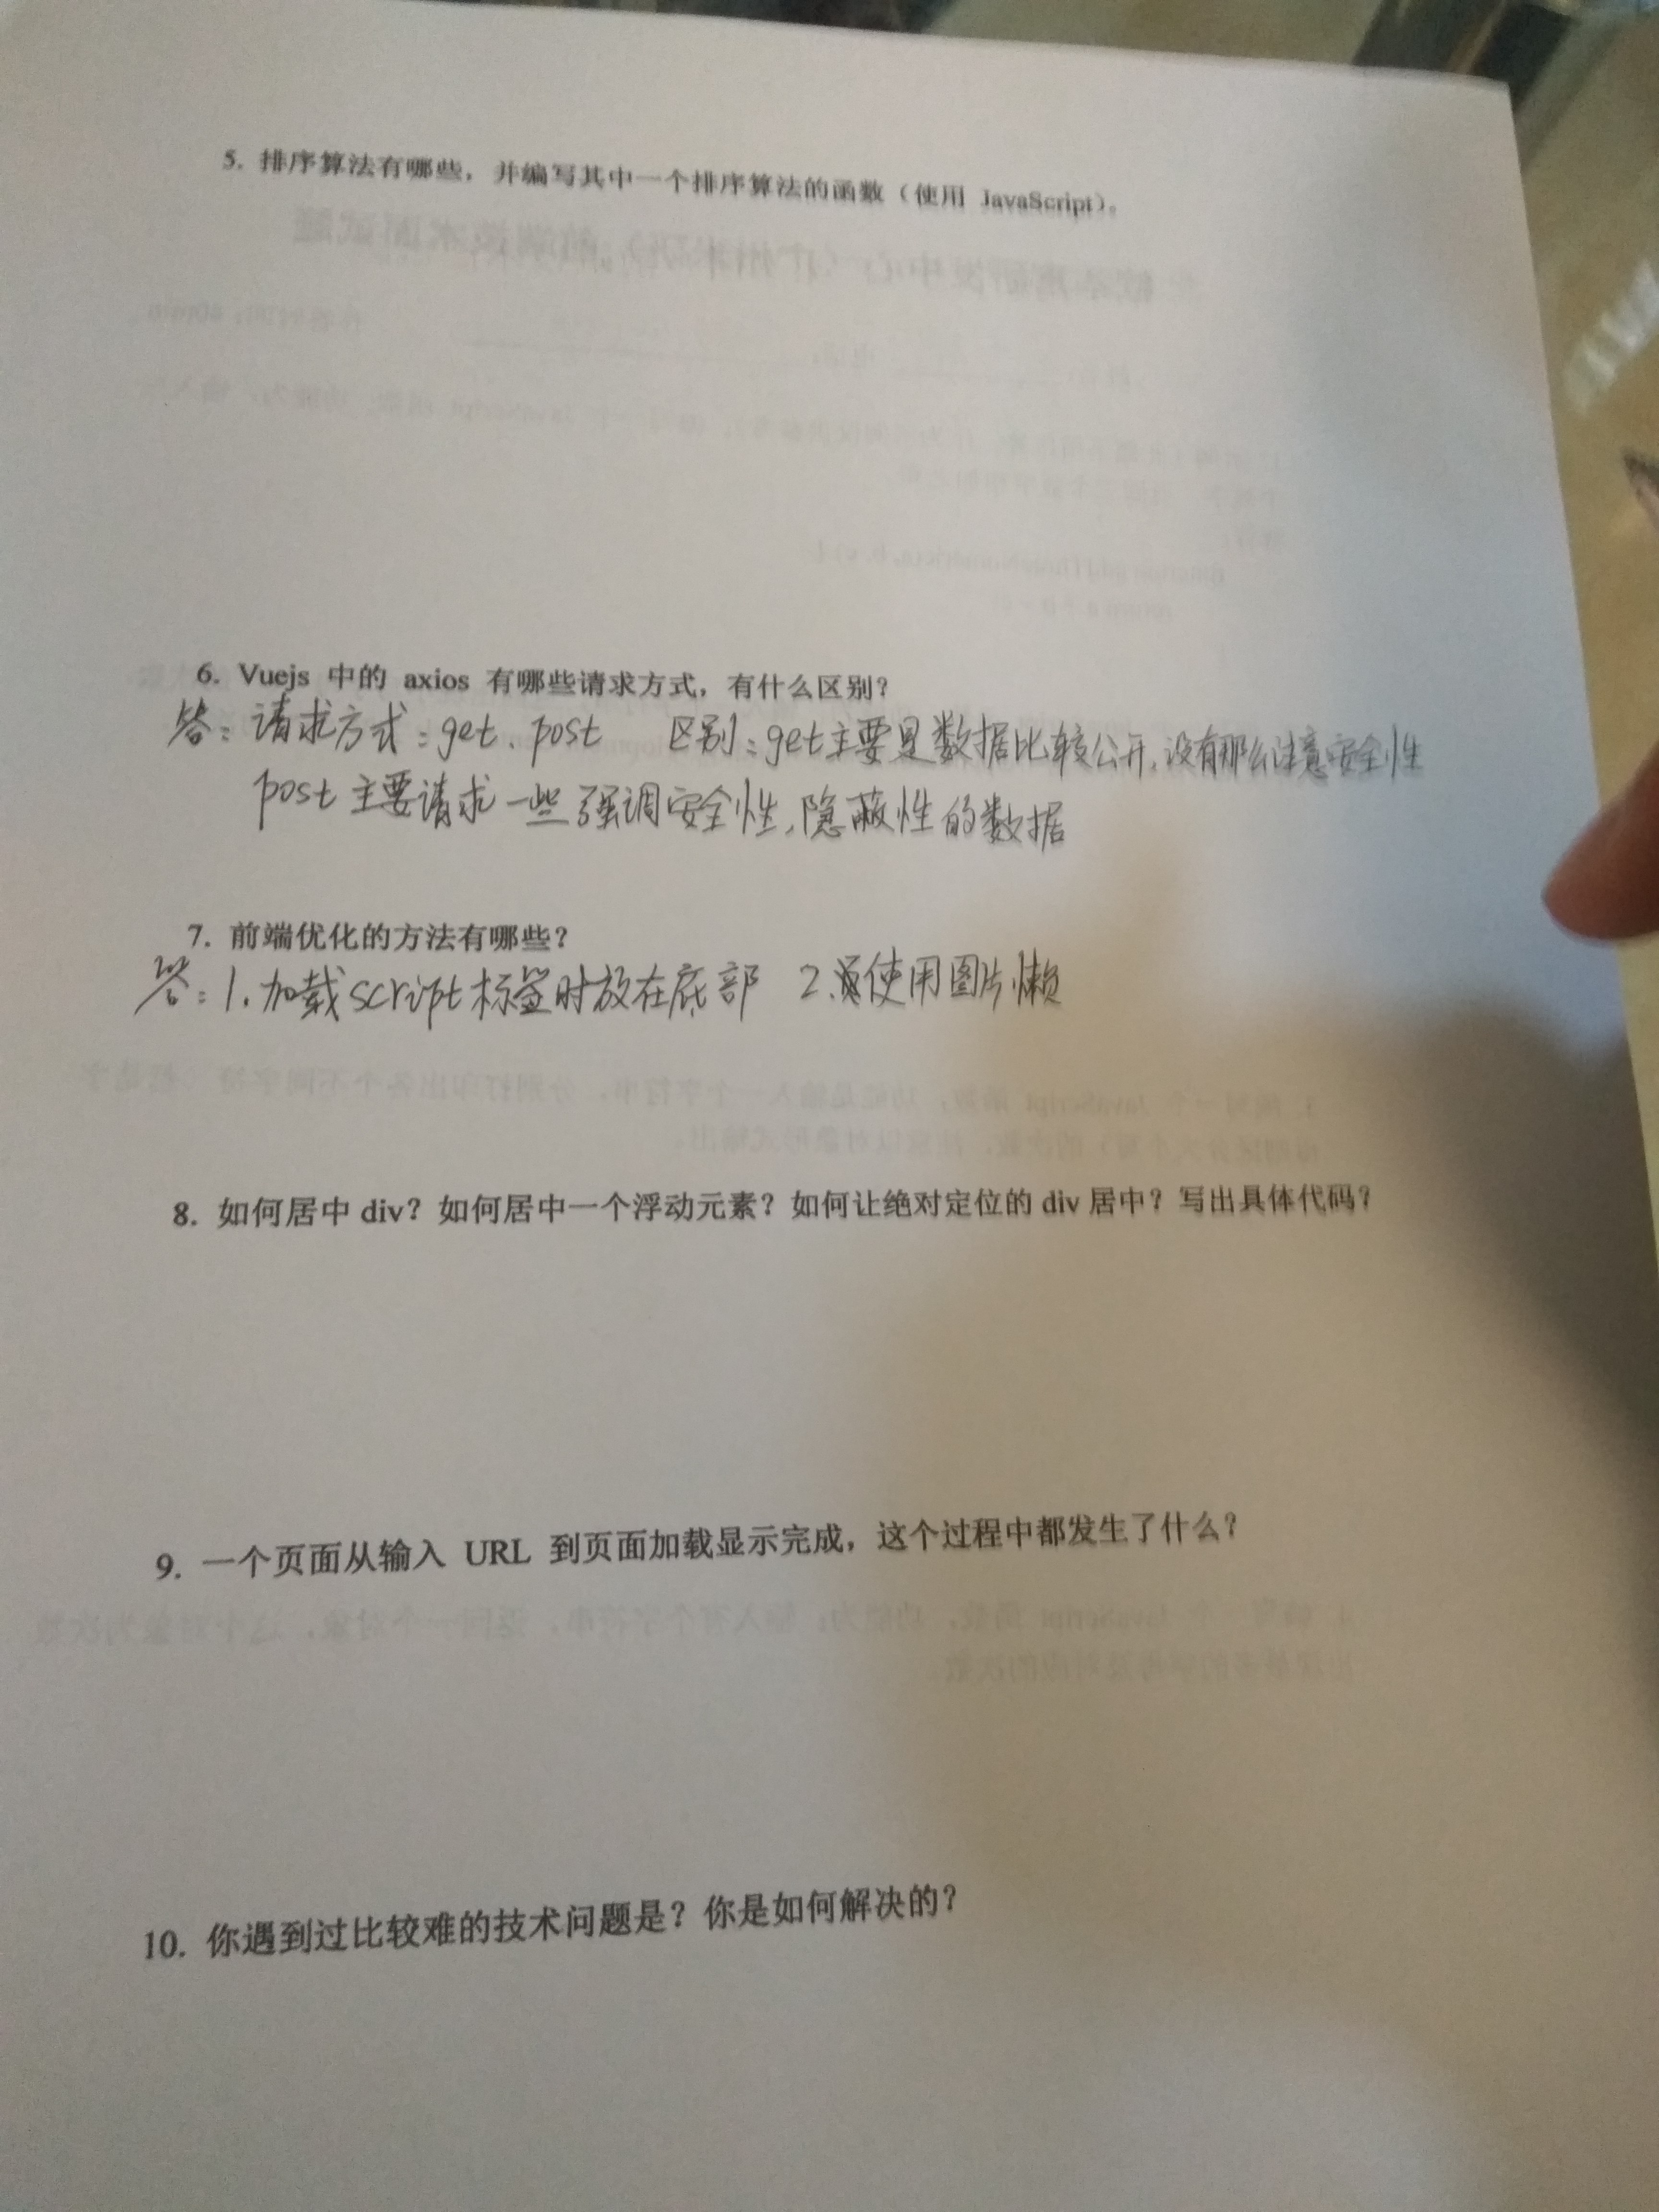 5. 排序算法有哪些，并编写其中一个排序算法的函数（使用 JavaScript）。
6. Vuejs 中的 axios 有哪些请求方式，有什么区别？
答：请求方式：get、post 区别：get主要是数据比较公开，没有那么注意安全性
post 主要请求一些强调安全性，隐蔽性的数据
7. 前端优化的方法有哪些？
答：1.加载script标签时放在底部 2.使用图片懒
8. 如何居中 div？如何居中一个浮动元素？如何让绝对定位的 div 居中？写出具体代码？
9. 一个页面从输入 URL 到页面加载显示完成，这个过程中都发生了什么？
10. 你遇到过比较难的技术问题是？你是如何解决的？